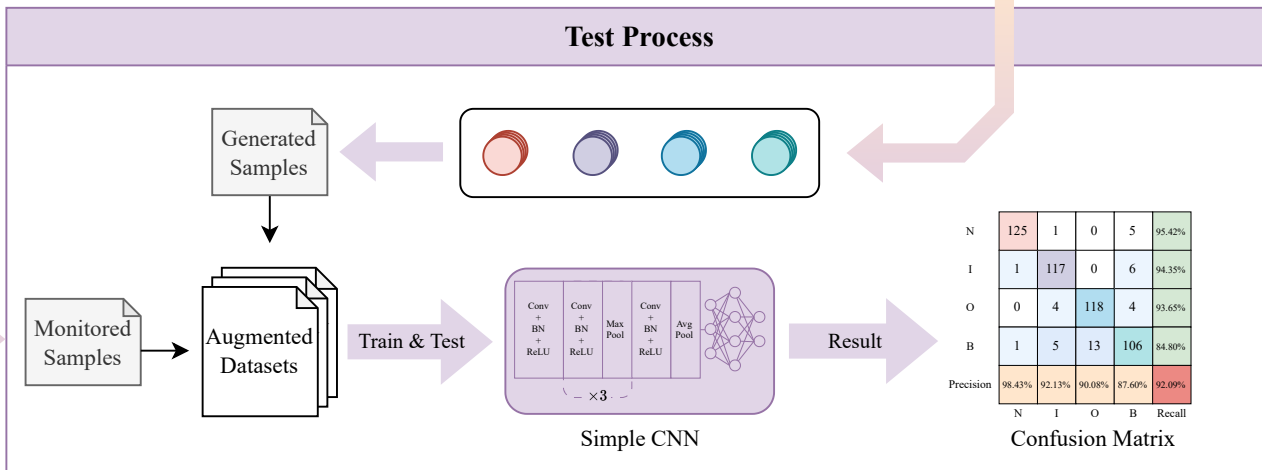 Test Process
Generated
Samples
Monitored
Samples
Augmented
Datasets
Train & Test
Conv
+
BN
+
ReLU
Conv
+
BN
+
ReLU
Max
Pool
Conv
+
BN
+
ReLU
Avg
Pool
×3
Simple CNN
Result
N 125 1 0 5 95.42%
I 1 117 0 6 94.35%
O 0 4 118 4 93.65%
B 1 5 13 106 84.80%
Precision 98.43% 92.13% 90.08% 87.60% 92.09%
N I O B Recall
Confusion Matrix